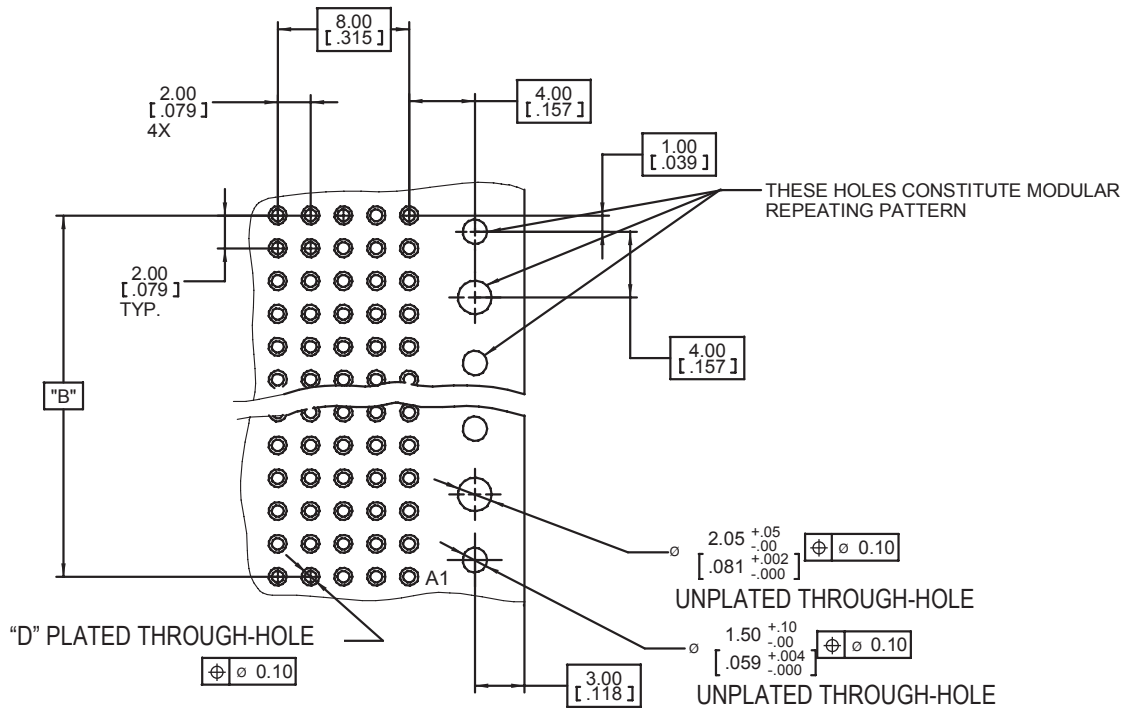 8.00
[ .315 ]
2.00
[ .079 ]
4X
4.00
[ .157 ]
1.00
[ .039 ]
THESE HOLES CONSTITUTE MODULAR
REPEATING PATTERN
2.00
[ .079 ]
TYP.
4.00
[ .157 ]
"B"
A1
ø 2.05 +.05 -.00
[ .081 +.002 -.000 ]
⌖ ø 0.10
UNPLATED THROUGH-HOLE
“D” PLATED THROUGH-HOLE
⌖ ø 0.10
ø 1.50 +.10 -.00
[ .059 +.004 -.000 ]
⌖ ø 0.10
UNPLATED THROUGH-HOLE
3.00
[ .118 ]